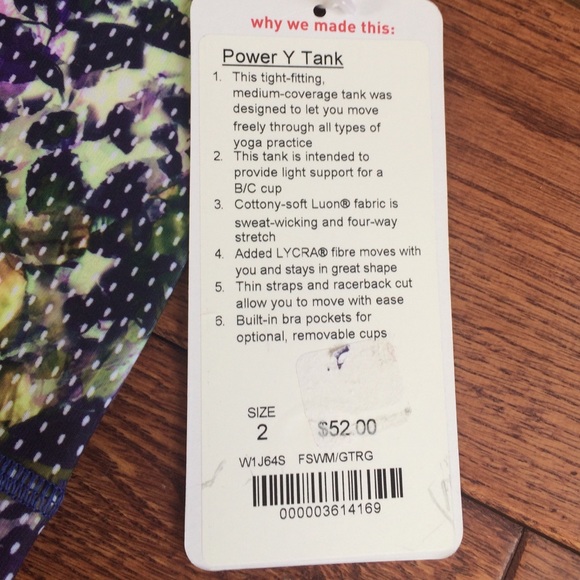 why we made this:
Power Y Tank
1. This tight-fitting,
medium-coverage tank was
designed to let you move
freely through all types of
yoga practice
2. This tank is intended to
provide light support for a
B/C cup
3. Cottony-soft Luon® fabric is
sweat-wicking and four-way
stretch
4. Added LYCRA® fibre moves with
you and stays in great shape
5. Thin straps and racerback cut
allow you to move with ease
6. Built-in bra pockets for
optional, removable cups
SIZE
2 $52.00
W1J64S FSWM/GTRG
000003614169